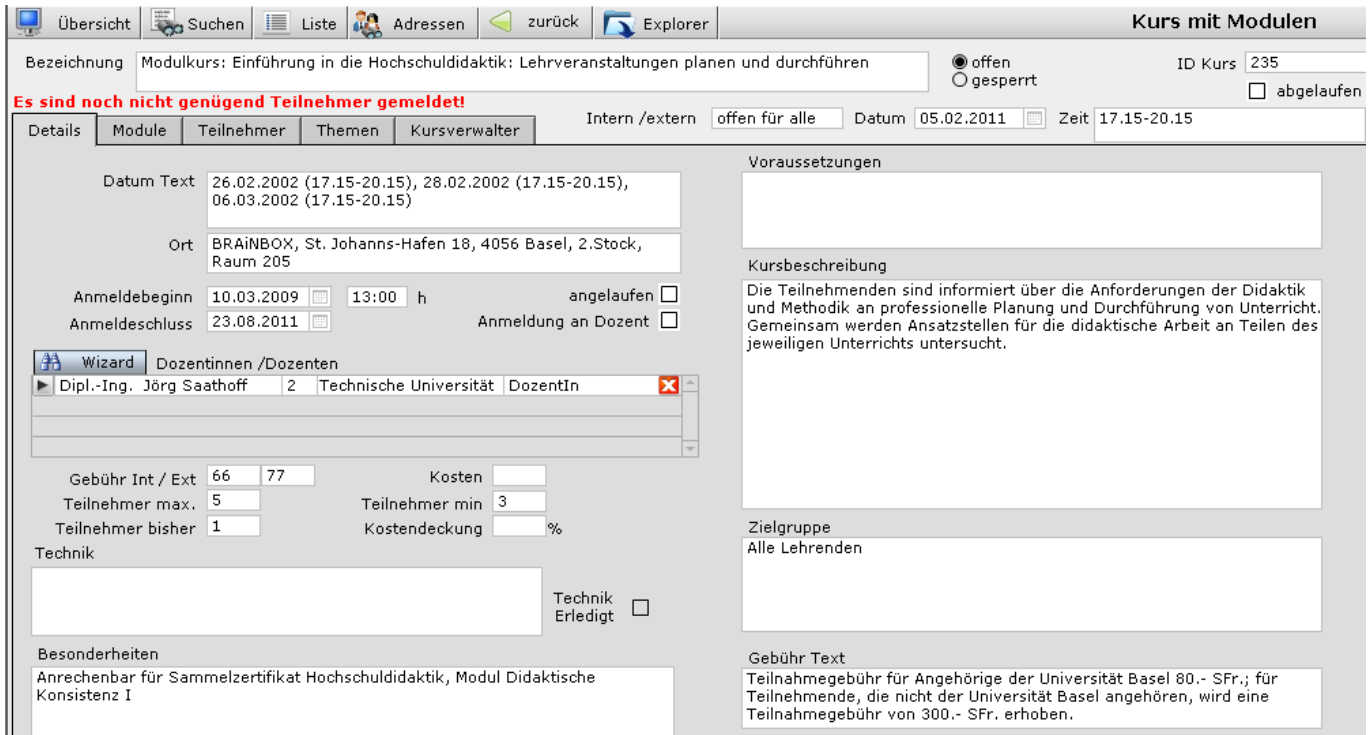 Übersicht Suchen Liste Adressen zurück Explorer Kurs mit Modulen
Bezeichnung Modulkurs: Einführung in die Hochschuldidaktik: Lehrveranstaltungen planen und durchführen offen ID Kurs 235
gesperrt abgelaufen
Es sind noch nicht genügend Teilnehmer gemeldet!
Intern /extern offen für alle Datum 05.02.2011 Zeit 17.15-20.15
Details Module Teilnehmer Themen Kursverwalter
Datum Text 26.02.2002 (17.15-20.15), 28.02.2002 (17.15-20.15),
06.03.2002 (17.15-20.15)
Ort BRAiNBOX, St. Johanns-Hafen 18, 4056 Basel, 2.Stock,
Raum 205
Anmeldebeginn 10.03.2009 13:00 h angelaufen
Anmeldeschluss 23.08.2011 Anmeldung an Dozent
Wizard Dozentinnen /Dozenten
Dipl.-Ing. Jörg Saathoff 2 Technische Universität DozentIn
Gebühr Int / Ext 66 77 Kosten
Teilnehmer max. 5 Teilnehmer min 3
Teilnehmer bisher 1 Kostendeckung %
Technik
Technik
Erledigt
Besonderheiten
Anrechenbar für Sammelzertifikat Hochschuldidaktik, Modul Didaktische
Konsistenz I
Voraussetzungen
Kursbeschreibung
Die Teilnehmenden sind informiert über die Anforderungen der Didaktik
und Methodik an professionelle Planung und Durchführung von Unterricht.
Gemeinsam werden Ansatzstellen für die didaktische Arbeit an Teilen des
jeweiligen Unterrichts untersucht.
Zielgruppe
Alle Lehrenden
Gebühr Text
Teilnahmegebühr für Angehörige der Universität Basel 80.- SFr.; für
Teilnehmende, die nicht der Universität Basel angehören, wird eine
Teilnahmegebühr von 300.- SFr. erhoben.